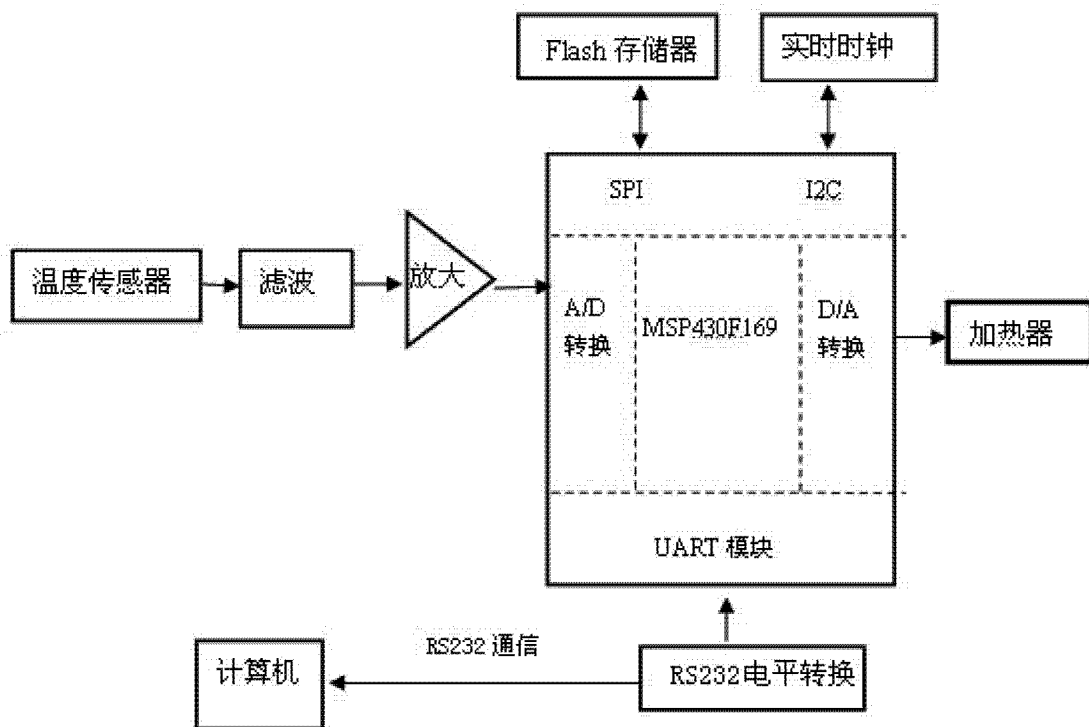 Flash 存储器
实时时钟
SPI
I2C
温度传感器
滤波
放大
A/D
转换
MSP430F169
D/A
转换
加热器
UART 模块
RS232 通信
计算机
RS232电平转换